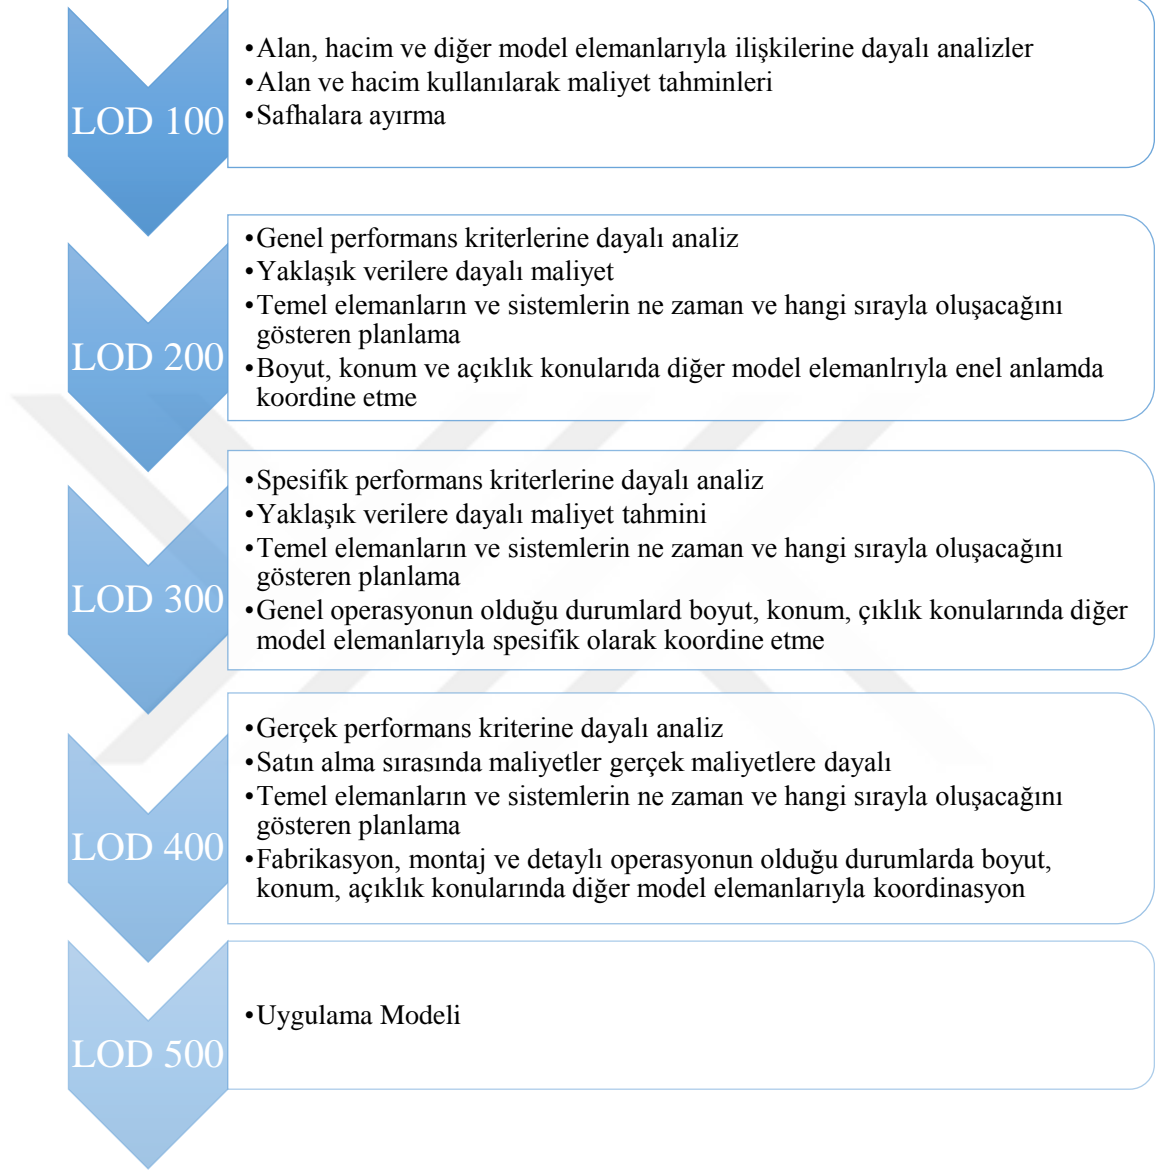 LOD 100
•Alan, hacim ve diğer model elemanlarıyla ilişkilerine dayalı analizler
•Alan ve hacim kullanılarak maliyet tahminleri
•Safhalara ayırma
LOD 200
•Genel performans kriterlerine dayalı analiz
•Yaklaşık verilere dayalı maliyet
•Temel elemanların ve sistemlerin ne zaman ve hangi sırayla oluşacağını
gösteren planlama
•Boyut, konum ve açıklık konularıda diğer model elemanlrıyla enel anlamda
koordine etme
LOD 300
•Spesifik performans kriterlerine dayalı analiz
•Yaklaşık verilere dayalı maliyet tahmini
•Temel elemanların ve sistemlerin ne zaman ve hangi sırayla oluşacağını
gösteren planlama
•Genel operasyonun olduğu durumlard boyut, konum, çıklık konularında diğer
model elemanlarıyla spesifik olarak koordine etme
LOD 400
•Gerçek performans kriterine dayalı analiz
•Satın alma sırasında maliyetler gerçek maliyetlere dayalı
•Temel elemanların ve sistemlerin ne zaman ve hangi sırayla oluşacağını
gösteren planlama
•Fabrikasyon, montaj ve detaylı operasyonun olduğu durumlarda boyut,
konum, açıklık konularında diğer model elemanlarıyla koordinasyon
LOD 500
•Uygulama Modeli